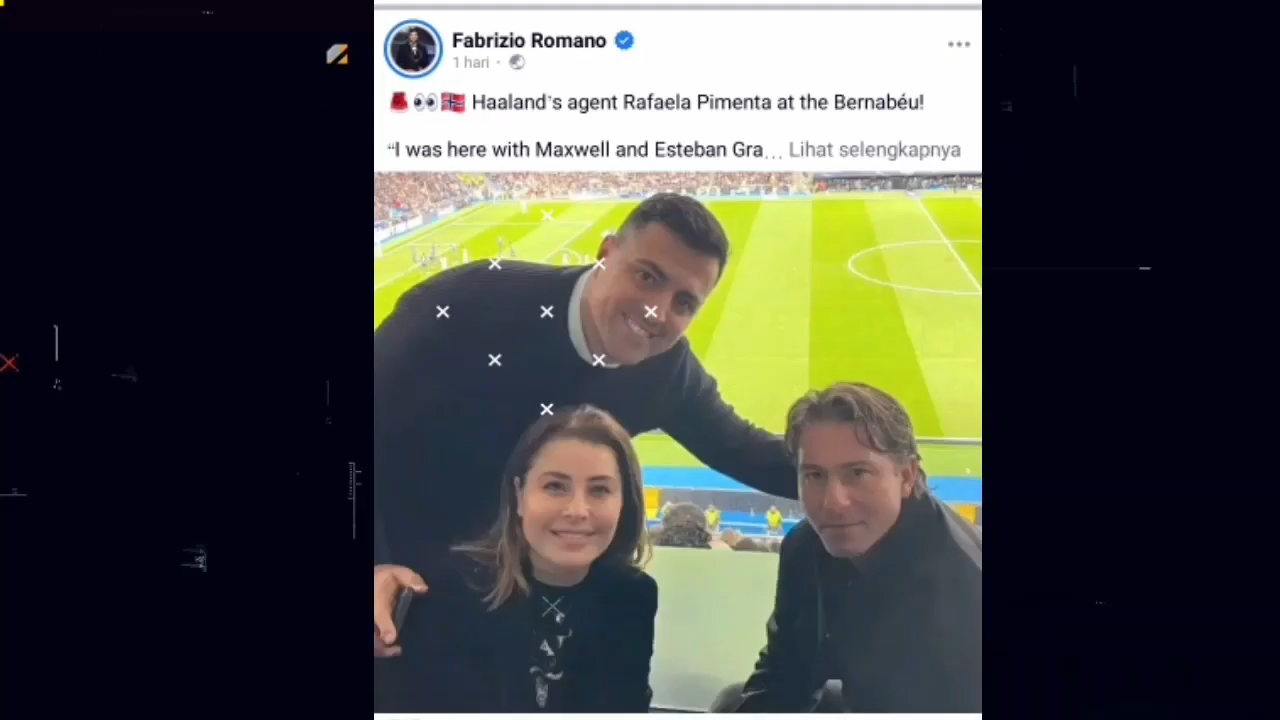 Fabrizio Romano
1 hari ·
🚨👀🇳🇴 Haaland's agent Rafaela Pimenta at the Bernabéu!
“I was here with Maxwell and Esteban Gra... Lihat selengkapnya